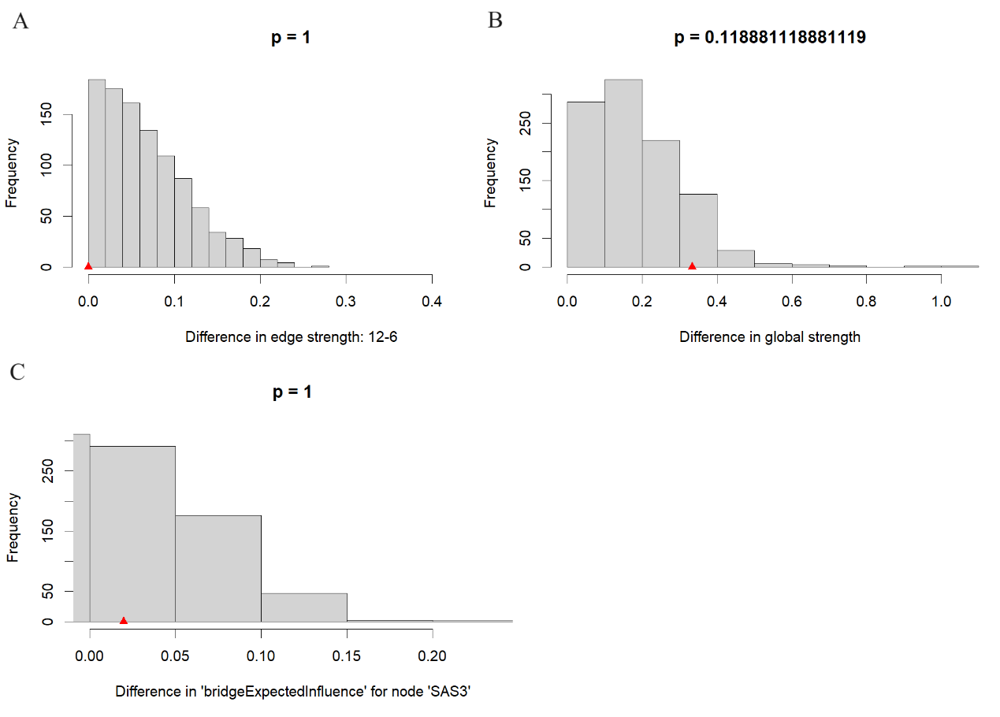 A
p = 1
Frequency
150
100
50
0
0.0 0.1 0.2 0.3 0.4
Difference in edge strength: 12-6
B
p = 0.118881118881119
Frequency
250
150
50
0
0.0 0.2 0.4 0.6 0.8 1.0
Difference in global strength
C
p = 1
Frequency
250
150
50
0
0.00 0.05 0.10 0.15 0.20
Difference in 'bridgeExpectedInfluence' for node 'SAS3'